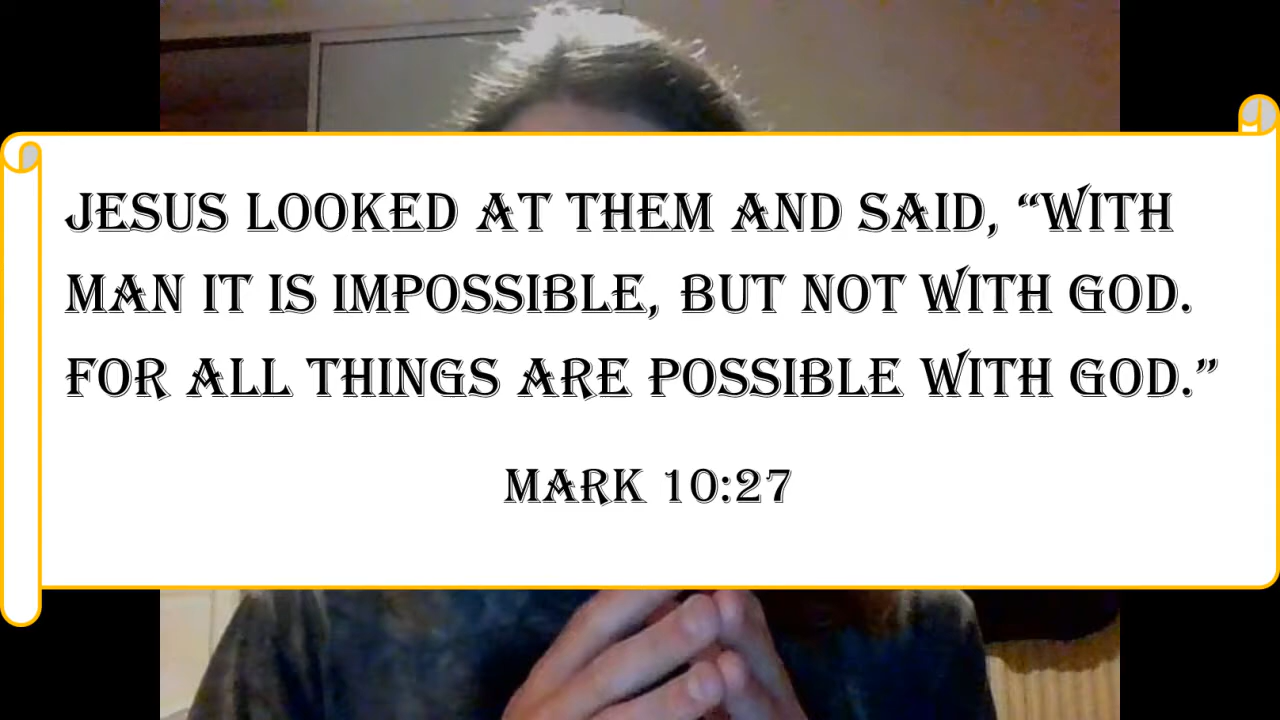 JESUS LOOKED AT THEM AND SAID, “WITH
MAN IT IS IMPOSSIBLE, BUT NOT WITH GOD.
FOR ALL THINGS ARE POSSIBLE WITH GOD.”
MARK 10:27